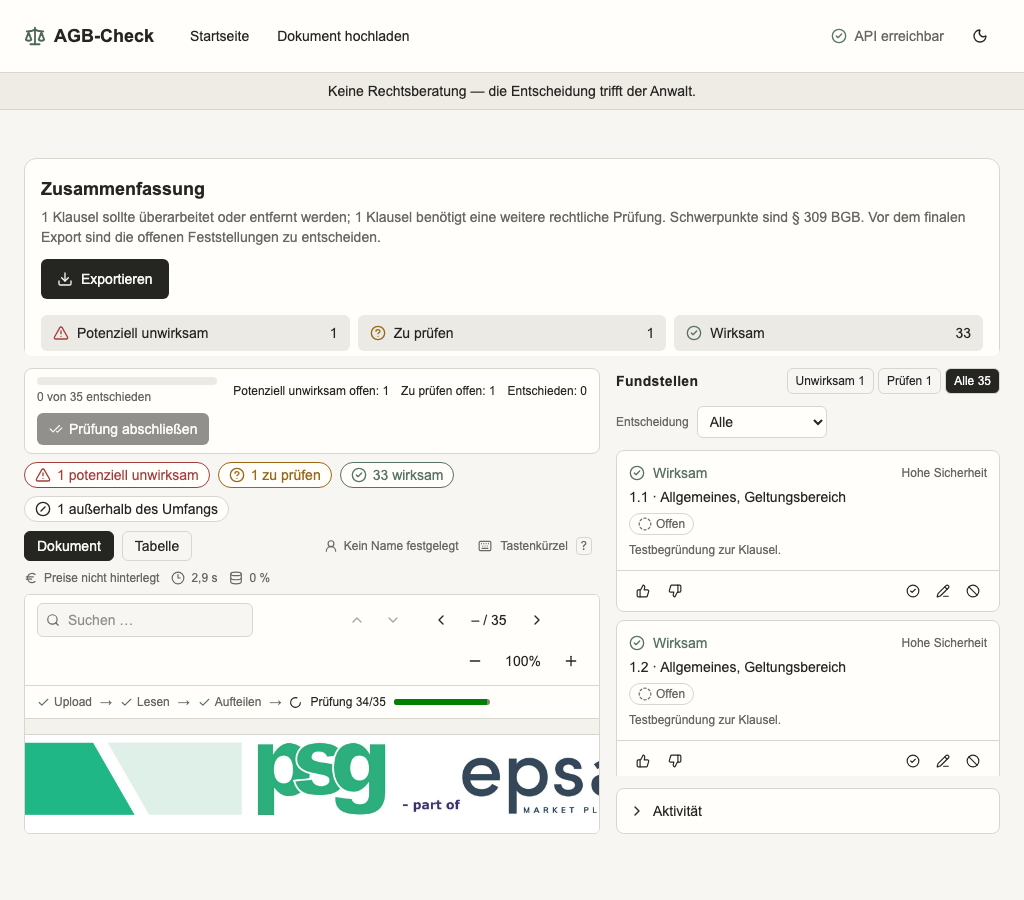 AGB-Check
Startseite
Dokument hochladen
API erreichbar
Keine Rechtsberatung — die Entscheidung trifft der Anwalt.
Zusammenfassung
1 Klausel sollte überarbeitet oder entfernt werden; 1 Klausel benötigt eine weitere rechtliche Prüfung. Schwerpunkte sind § 309 BGB. Vor dem finalen
Export sind die offenen Feststellungen zu entscheiden.
Exportieren
Potenziell unwirksam 1
Zu prüfen 1
Wirksam 33
0 von 35 entschieden
Potenziell unwirksam offen: 1 Zu prüfen offen: 1 Entschieden: 0
Prüfung abschließen
1 potenziell unwirksam
1 zu prüfen
33 wirksam
1 außerhalb des Umfangs
Dokument
Tabelle
Kein Name festgelegt
Tastenkürzel ?
€ Preise nicht hinterlegt
2,9 s
0 %
Suchen …
– / 35
100%
Upload → Lesen → Aufteilen → Prüfung 34/35
psg
- part of
epsa
MARKET PL
Fundstellen
Unwirksam 1
Prüfen 1
Alle 35
Entscheidung
Alle
Wirksam
Hohe Sicherheit
1.1 · Allgemeines, Geltungsbereich
Offen
Testbegründung zur Klausel.
Wirksam
Hohe Sicherheit
1.2 · Allgemeines, Geltungsbereich
Offen
Testbegründung zur Klausel.
Aktivität